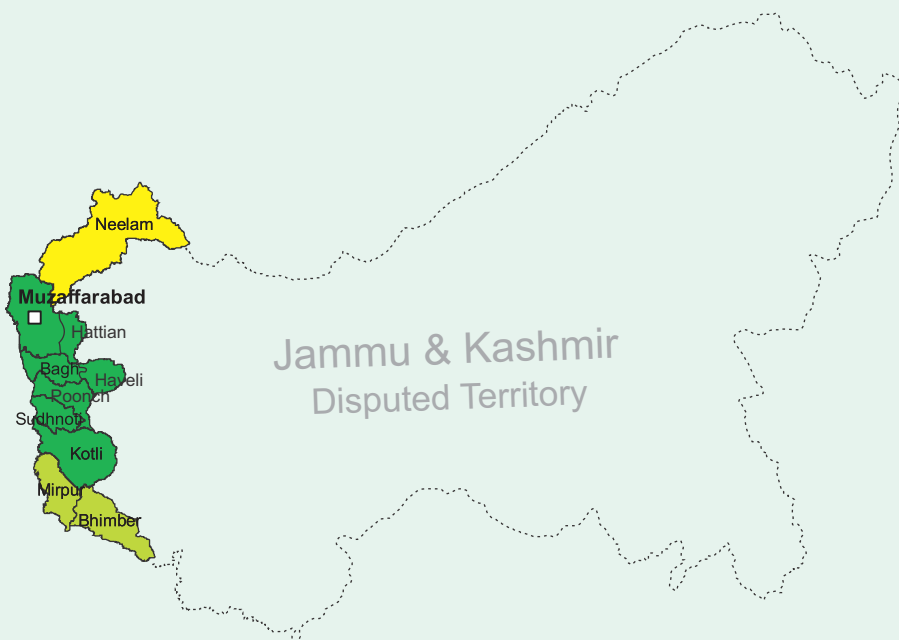 Neelam
Muzaffarabad
Hattian
Bagh
Haveli
Poonch
Sudhnoti
Kotli
Mirpur
Bhimber
Jammu & Kashmir
Disputed Territory